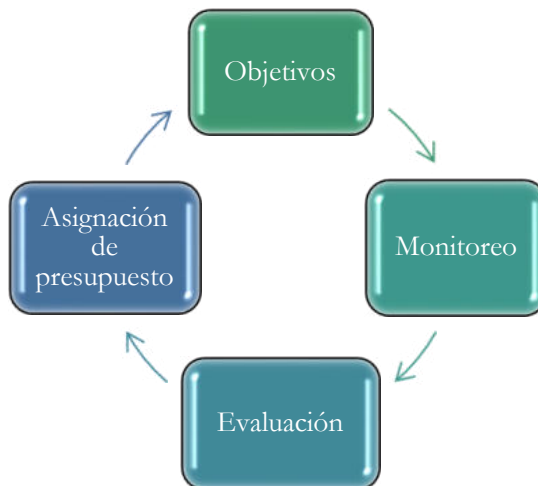 Objetivos
Monitoreo
Evaluación
Asignación
de
presupuesto